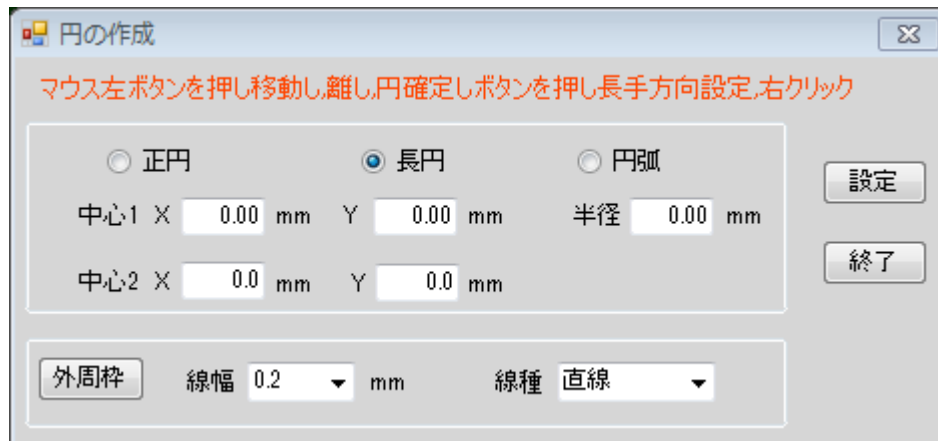 円の作成
マウス左ボタンを押し移動し,離し,円確定しボタンを押し長手方向設定,右クリック
正円 長円 円弧
設定
中心1 X 0.00 mm Y 0.00 mm 半径 0.00 mm
終了
中心2 X 0.0 mm Y 0.0 mm
外周枠 線幅 0.2 mm 線種 直線